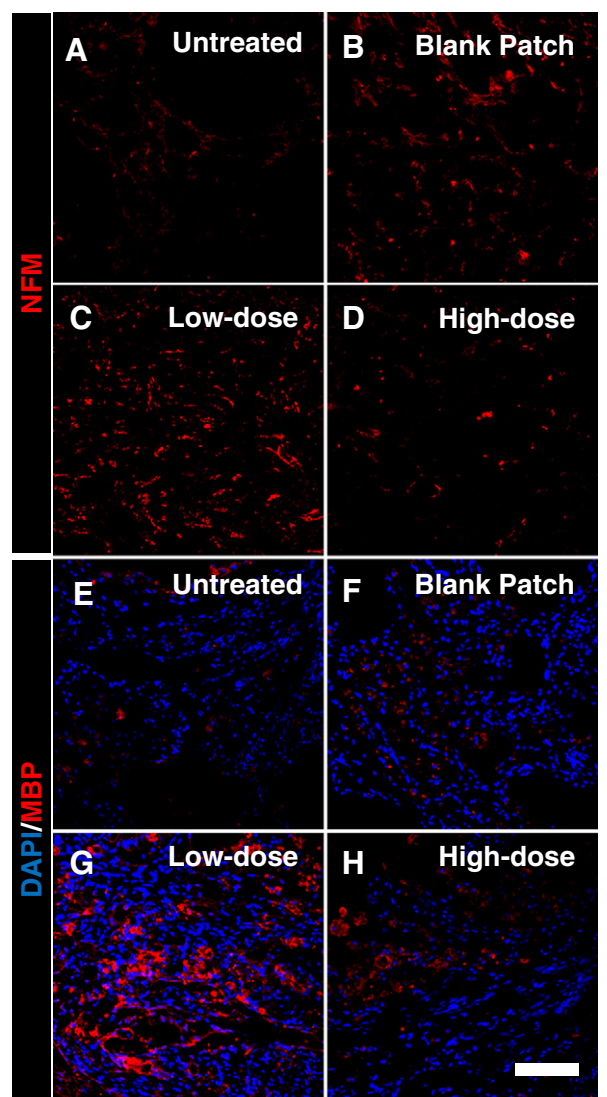 NFM
A Untreated
B Blank Patch
C Low-dose
D High-dose
DAPI/MBP
E Untreated
F Blank Patch
G Low-dose
H High-dose